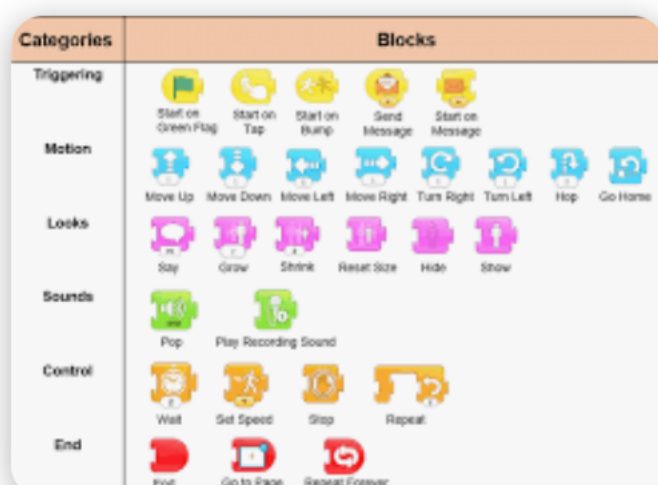 Categories Blocks
Triggering
Start on Green Flag
Start on Tap
Start on Bump
Send Message
Start on Message
Motion
Move Up Move Down Move Left Move Right Turn Right Turn Left Hop Go Home
Looks
Say Grow Shrink Reset Size Hide Show
Sounds
Pop Play Recording Sound
Control
Wait Set Speed Stop Repeat
End
End Go to Page Repeat Forever